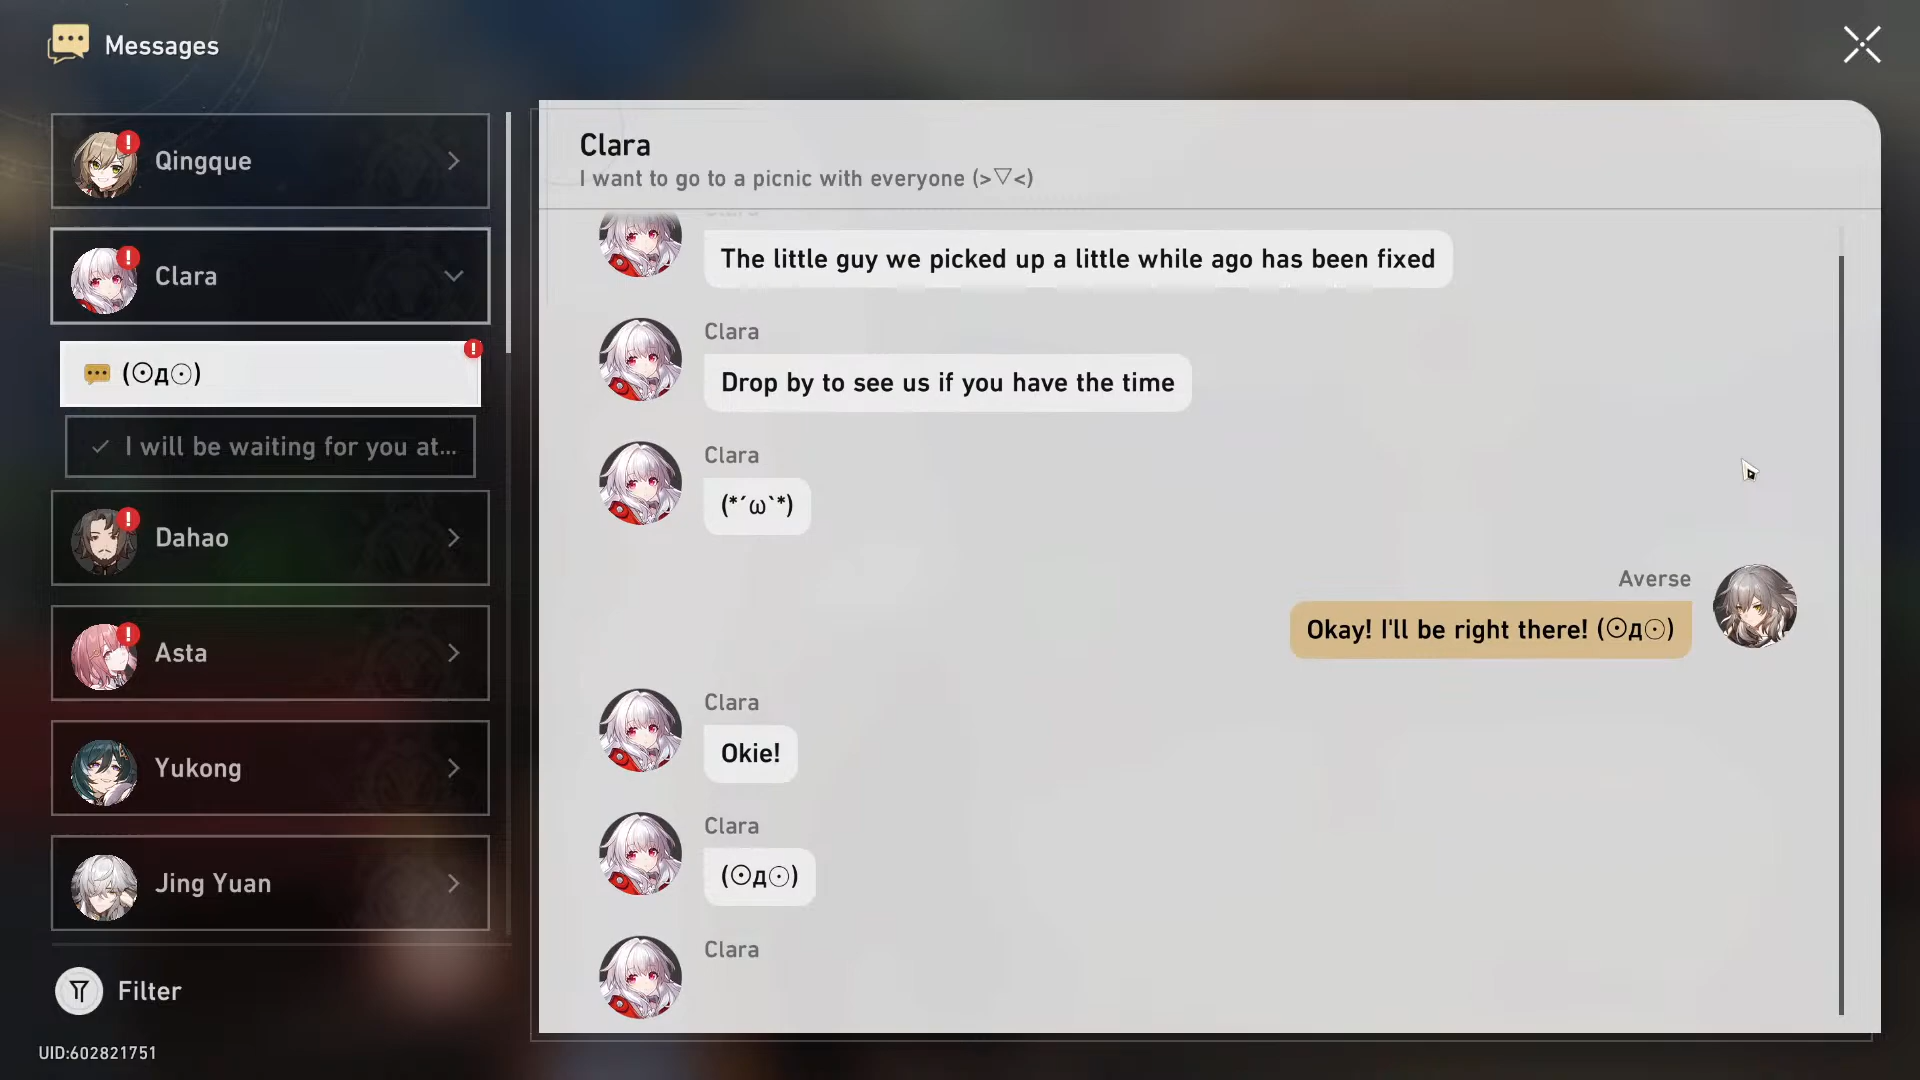 Messages
Qingque
Clara
(⊙д⊙)
I will be waiting for you at...
Dahao
Asta
Yukong
Jing Yuan
Filter
UID:602821751
Clara
I want to go to a picnic with everyone (>▽<)
The little guy we picked up a little while ago has been fixed
Clara
Drop by to see us if you have the time
Clara
(*´ω`*)
Averse
Okay! I'll be right there! (⊙д⊙)
Clara
Okie!
Clara
(⊙д⊙)
Clara